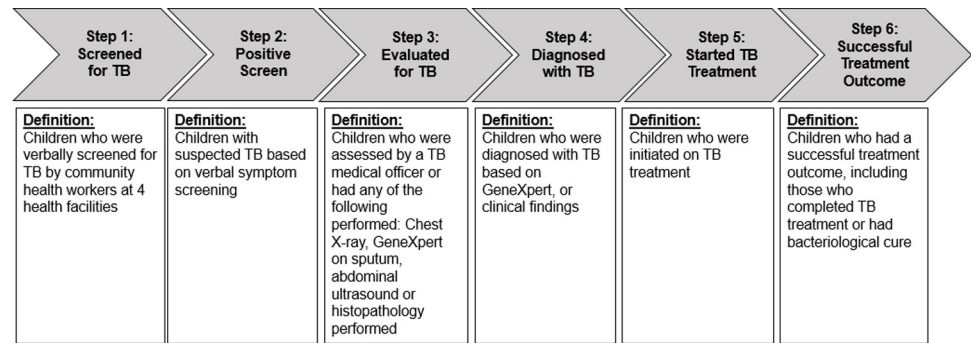 Step 1:
Screened
for TB
Step 2:
Positive
Screen
Step 3:
Evaluated
for TB
Step 4:
Diagnosed
with TB
Step 5:
Started TB
Treatment
Step 6:
Successful
Treatment
Outcome
Definition:
Children who were
verbally screened for
TB by community
health workers at 4
health facilities
Definition:
Children with
suspected TB based
on verbal symptom
screening
Definition:
Children who were
assessed by a TB
medical officer or
had any of the
following
performed: Chest
X-ray, GeneXpert
on sputum,
abdominal
ultrasound or
histopathology
performed
Definition:
Children who were
diagnosed with TB
based on
GeneXpert, or
clinical findings
Definition:
Children who were
initiated on TB
treatment
Definition:
Children who had a
successful treatment
outcome, including
those who
completed TB
treatment or had
bacteriological cure